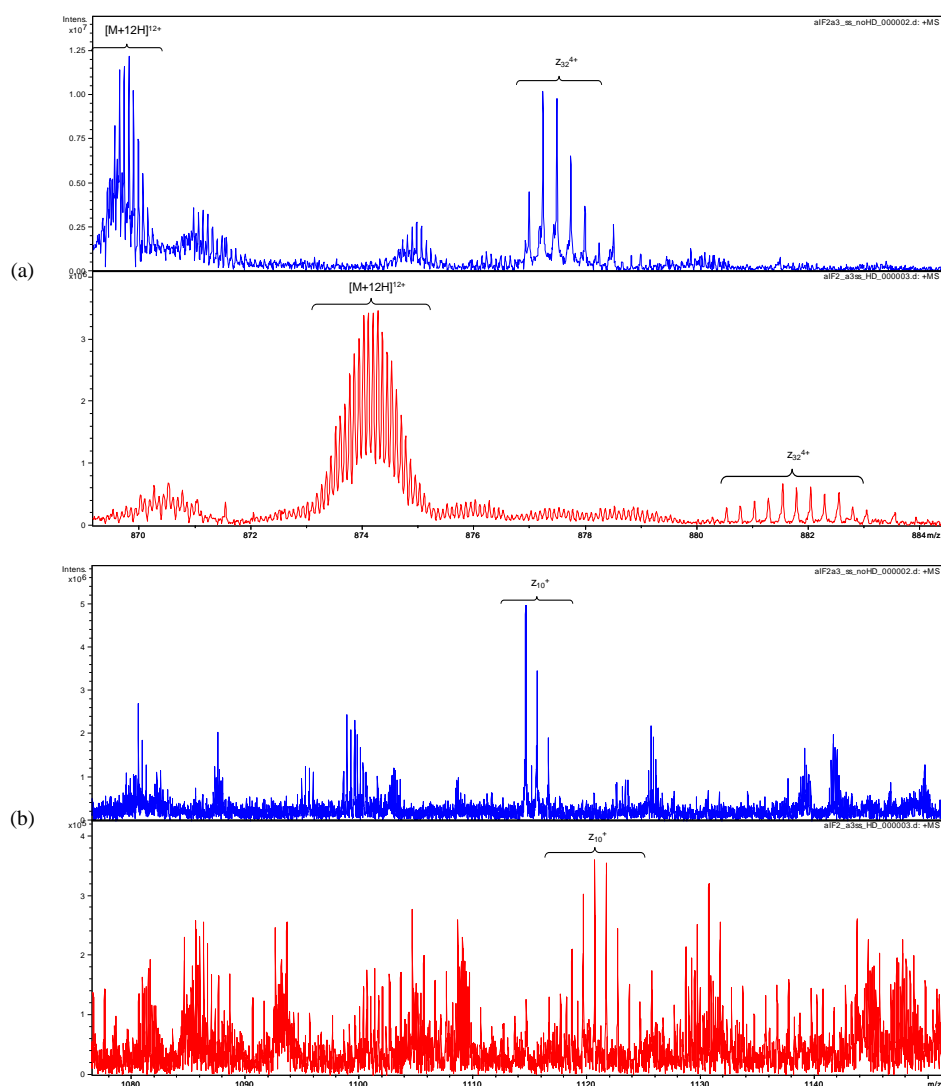 Intens.
x10⁷
aIF2a3_ss_noHD_000002.d: +MS
[M+12H]¹²⁺
z₃₂⁴⁺
1.25
1.00
0.75
0.50
0.25
0.00
(a)
aIF2_a3ss_HD_000003.d: +MS
[M+12H]¹²⁺
z₃₂⁴⁺
3
2
1
0
870 872 874 876 878 880 882 884 m/z
Intens.
x10⁶
aIF2a3_ss_noHD_000002.d: +MS
z₁₀⁺
5
4
3
2
1
0
(b)
aIF2_a3ss_HD_000003.d: +MS
z₁₀⁺
4
3
2
1
0
1080 1090 1100 1110 1120 1130 1140